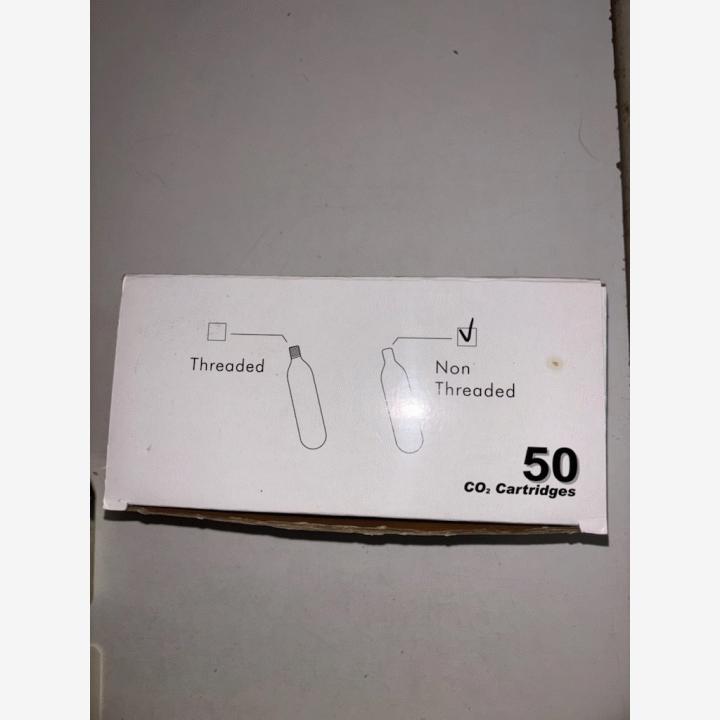 Threaded
Non
Threaded
50
CO₂ Cartridges